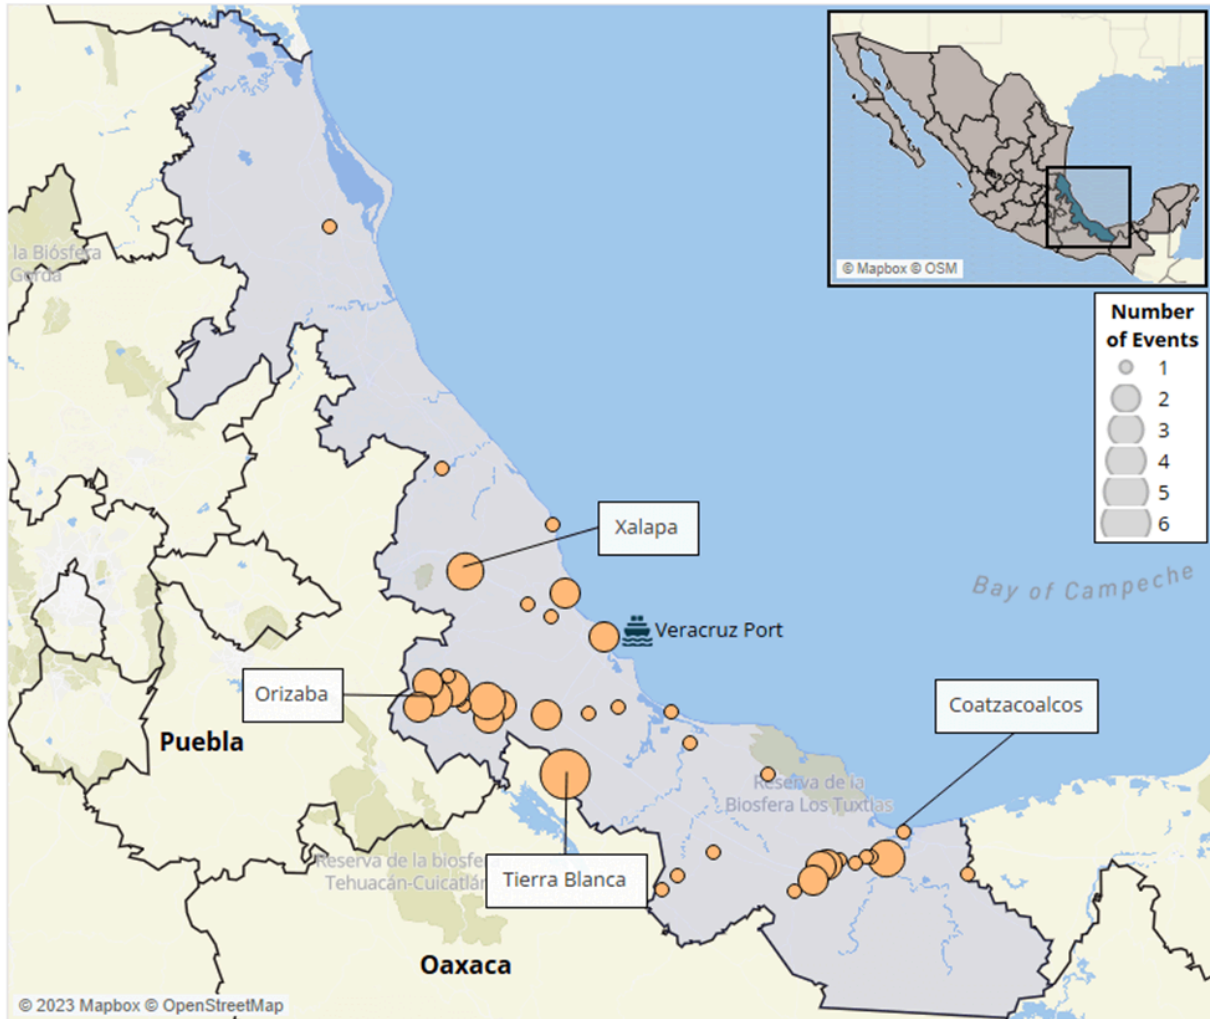 © Mapbox © OSM
Number
of Events
1
2
3
4
5
6
la Biósfera
Gorda
Xalapa
Bay of Campeche
Veracruz Port
Orizaba
Coatzacoalcos
Puebla
Reserva de la
Biosfera Los Tuxtlas
Reserva de la biosfe
Tehuacán-Cuicatlán
Tierra Blanca
Oaxaca
© 2023 Mapbox © OpenStreetMap